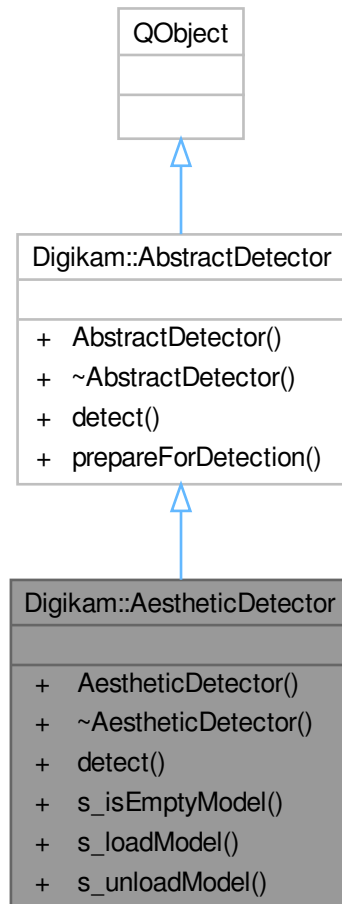 QObject
Digikam::AbstractDetector
+ AbstractDetector()
+ ~AbstractDetector()
+ detect()
+ prepareForDetection()
Digikam::AestheticDetector
+ AestheticDetector()
+ ~AestheticDetector()
+ detect()
+ s_isEmptyModel()
+ s_loadModel()
+ s_unloadModel()